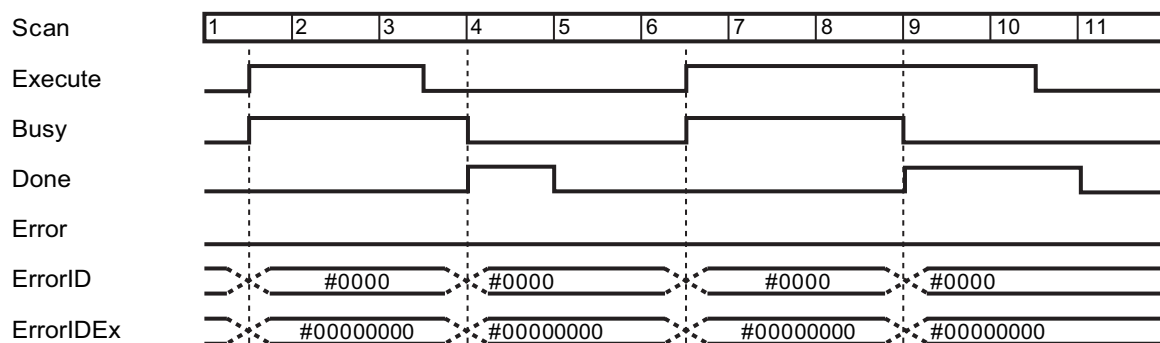 Scan 1 2 3 4 5 6 7 8 9 10 11
Execute
Busy
Done
Error
ErrorID #0000 #0000 #0000 #0000
ErrorIDEx #00000000 #00000000 #00000000 #00000000